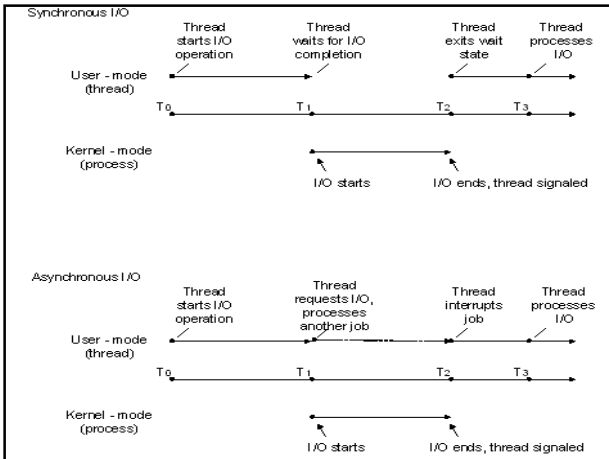 Synchronous I/O
Thread starts I/O operation
Thread waits for I/O completion
Thread exits wait state
Thread processes I/O
User - mode (thread)
T0 T1 T2 T3
Kernel - mode (process)
I/O starts
I/O ends, thread signaled
Asynchronous I/O
Thread starts I/O operation
Thread requests I/O, processes another job
Thread interrupts job
Thread processes I/O
User - mode (thread)
T0 T1 T2 T3
Kernel - mode (process)
I/O starts
I/O ends, thread signaled